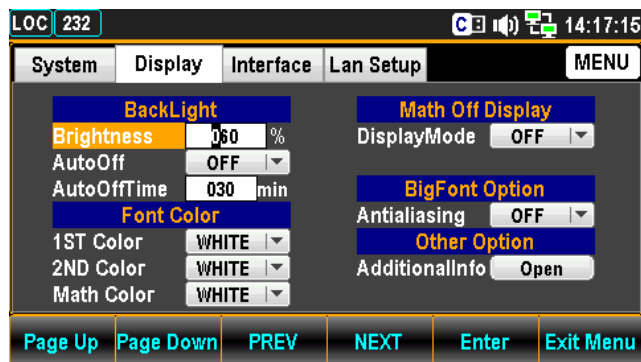 LOC 232 C 14:17:15
System Display Interface Lan Setup MENU
BackLight
Brightness 060 %
AutoOff OFF
AutoOffTime 030 min
Font Color
1ST Color WHITE
2ND Color WHITE
Math Color WHITE
Math Off Display
DisplayMode OFF
BigFont Option
Antialiasing OFF
Other Option
AdditionalInfo Open
Page Up Page Down PREV NEXT Enter Exit Menu